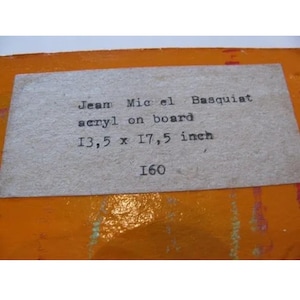 Jean Mic el Basquiat
acryl on board
I3,5 x I7,5 inch
I60